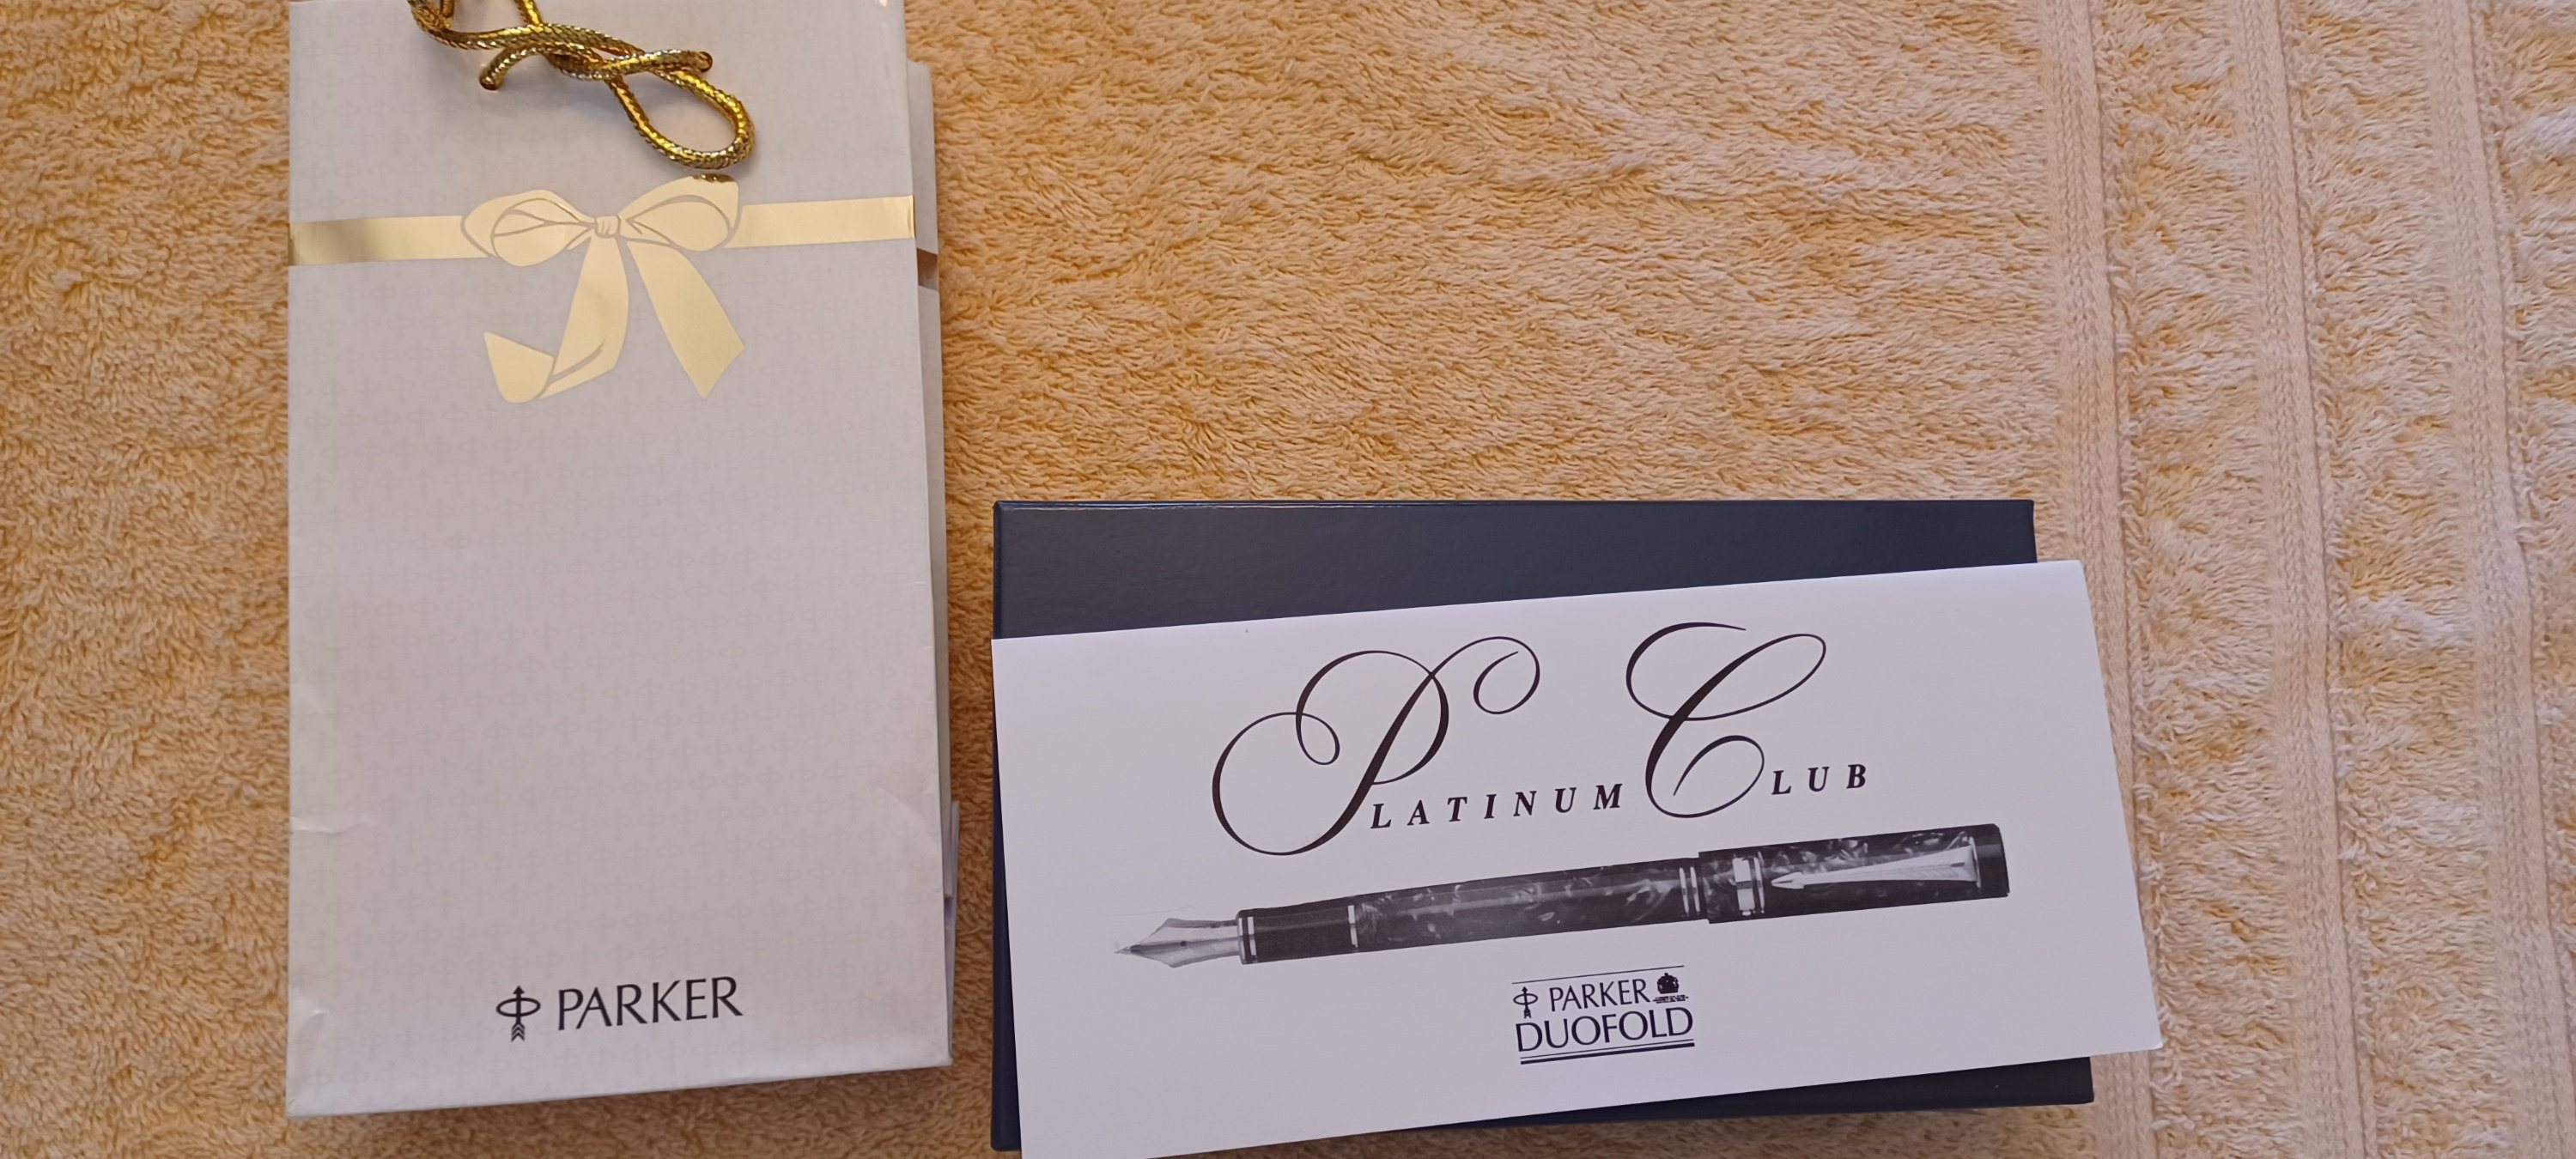 PARKER
PLATINUM CLUB
PARKER
DUOFOLD